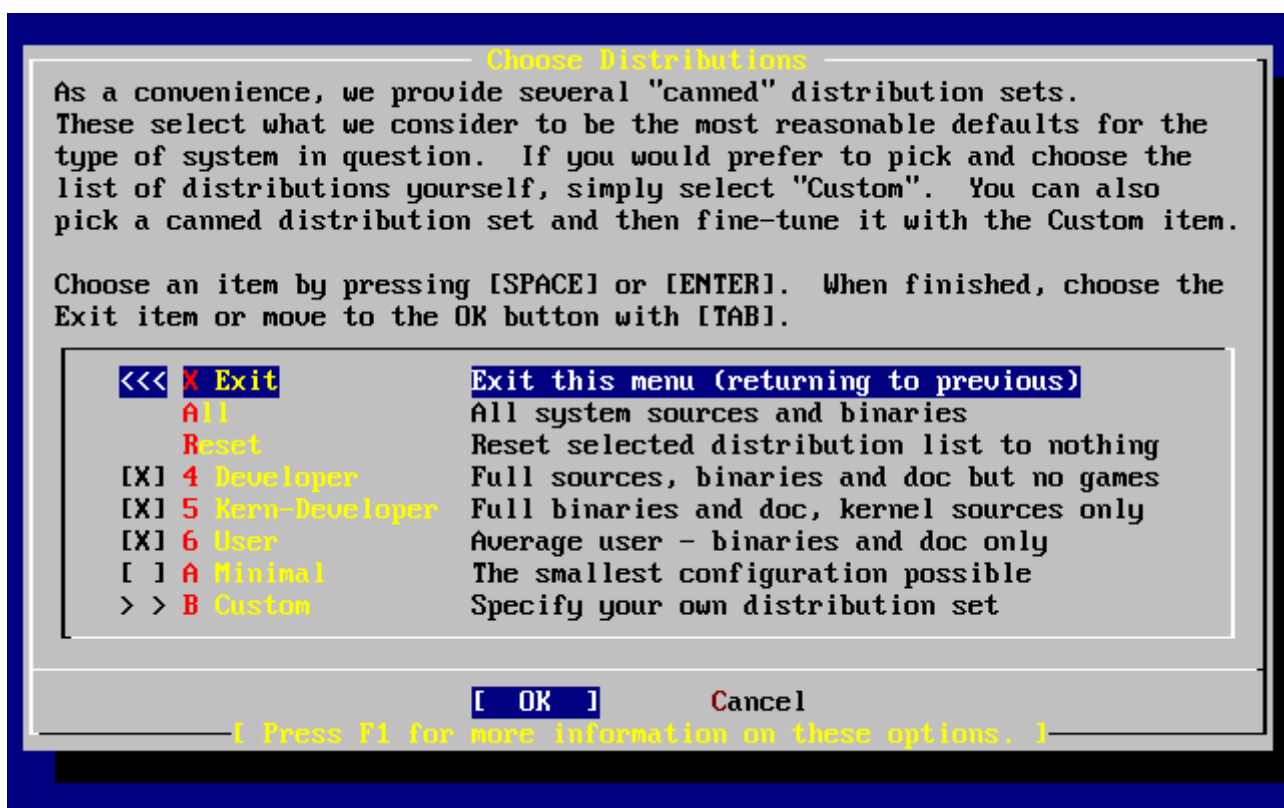 Choose Distributions
As a convenience, we provide several "canned" distribution sets.
These select what we consider to be the most reasonable defaults for the
type of system in question.  If you would prefer to pick and choose the
list of distributions yourself, simply select "Custom".  You can also
pick a canned distribution set and then fine-tune it with the Custom item.
Choose an item by pressing [SPACE] or [ENTER].  When finished, choose the
Exit item or move to the OK button with [TAB].
<<< X Exit Exit this menu (returning to previous)
All All system sources and binaries
Reset Reset selected distribution list to nothing
[X] 4 Developer Full sources, binaries and doc but no games
[X] 5 Kern-Developer Full binaries and doc, kernel sources only
[X] 6 User Average user - binaries and doc only
[ ] A Minimal The smallest configuration possible
> > B Custom Specify your own distribution set
[ OK ] Cancel
[ Press F1 for more information on these options. ]